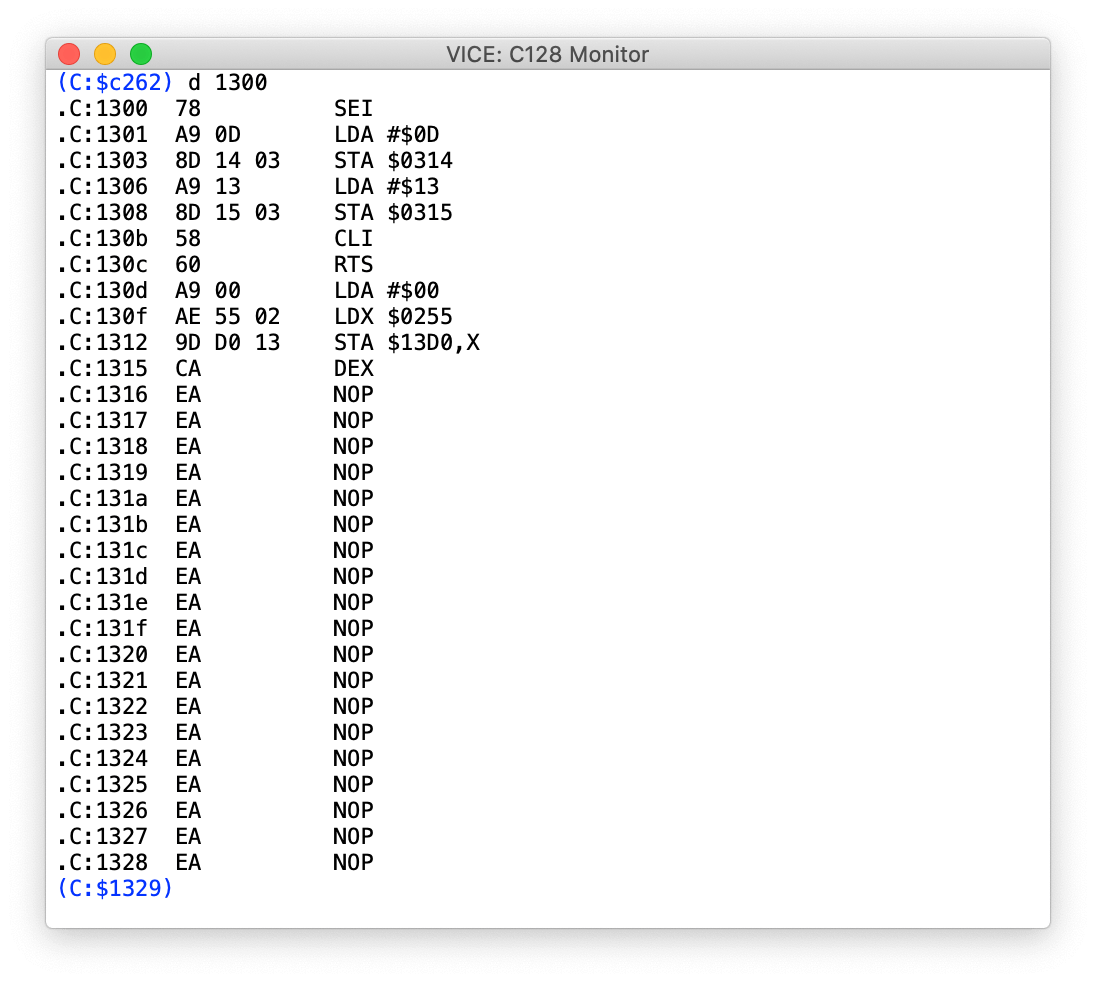 VICE: C128 Monitor
(C:$c262) d 1300
.C:1300  78          SEI
.C:1301  A9 0D       LDA #$0D
.C:1303  8D 14 03    STA $0314
.C:1306  A9 13       LDA #$13
.C:1308  8D 15 03    STA $0315
.C:130b  58          CLI
.C:130c  60          RTS
.C:130d  A9 00       LDA #$00
.C:130f  AE 55 02    LDX $0255
.C:1312  9D D0 13    STA $13D0,X
.C:1315  CA          DEX
.C:1316  EA          NOP
.C:1317  EA          NOP
.C:1318  EA          NOP
.C:1319  EA          NOP
.C:131a  EA          NOP
.C:131b  EA          NOP
.C:131c  EA          NOP
.C:131d  EA          NOP
.C:131e  EA          NOP
.C:131f  EA          NOP
.C:1320  EA          NOP
.C:1321  EA          NOP
.C:1322  EA          NOP
.C:1323  EA          NOP
.C:1324  EA          NOP
.C:1325  EA          NOP
.C:1326  EA          NOP
.C:1327  EA          NOP
.C:1328  EA          NOP
(C:$1329)